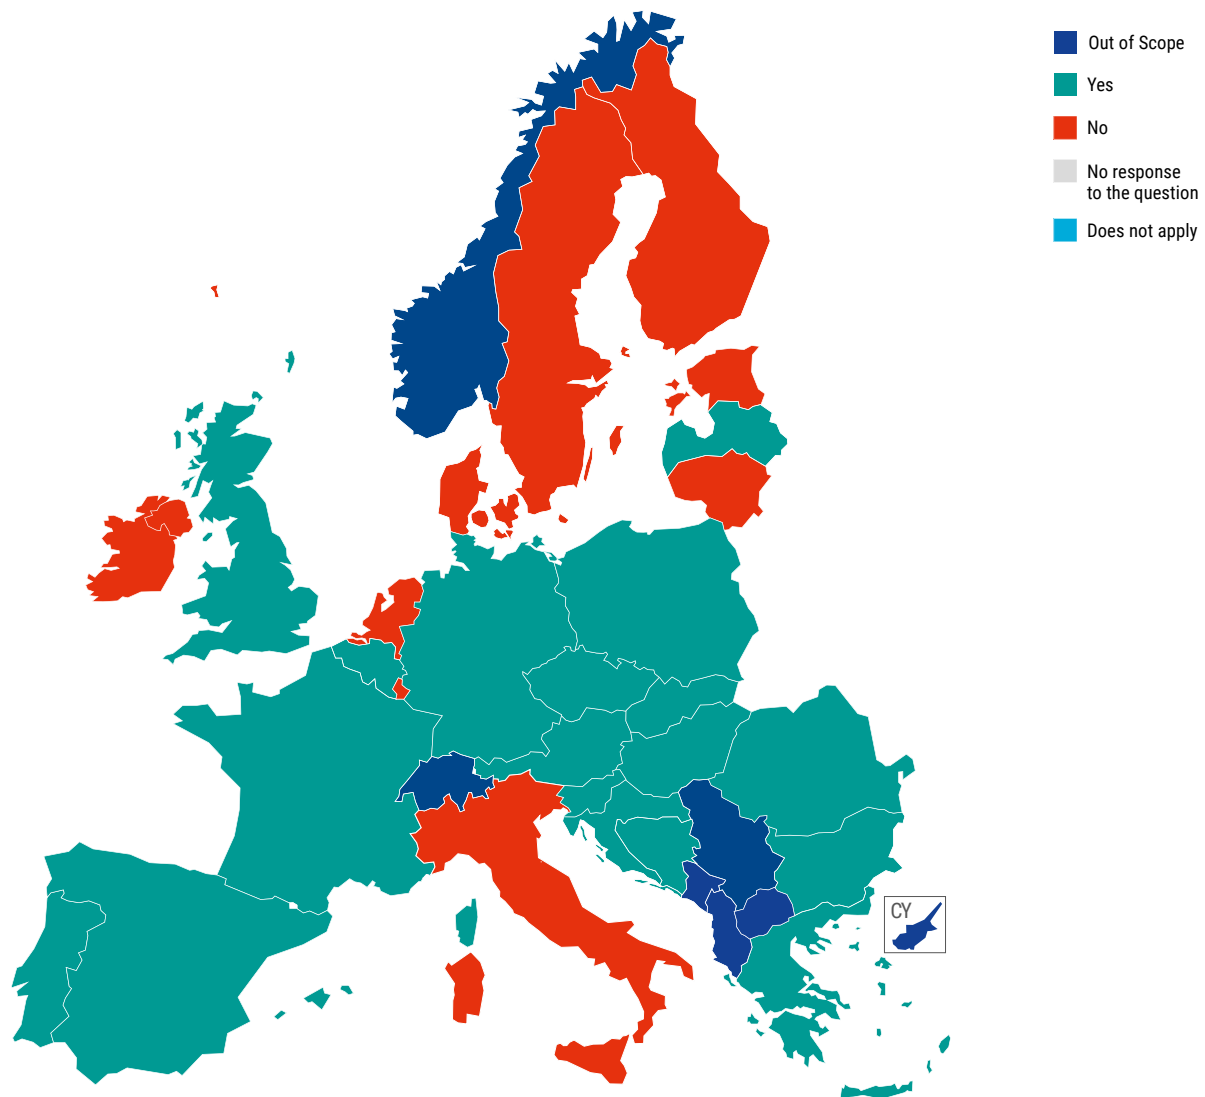 Out of Scope
Yes
No
No response
to the question
Does not apply
CY